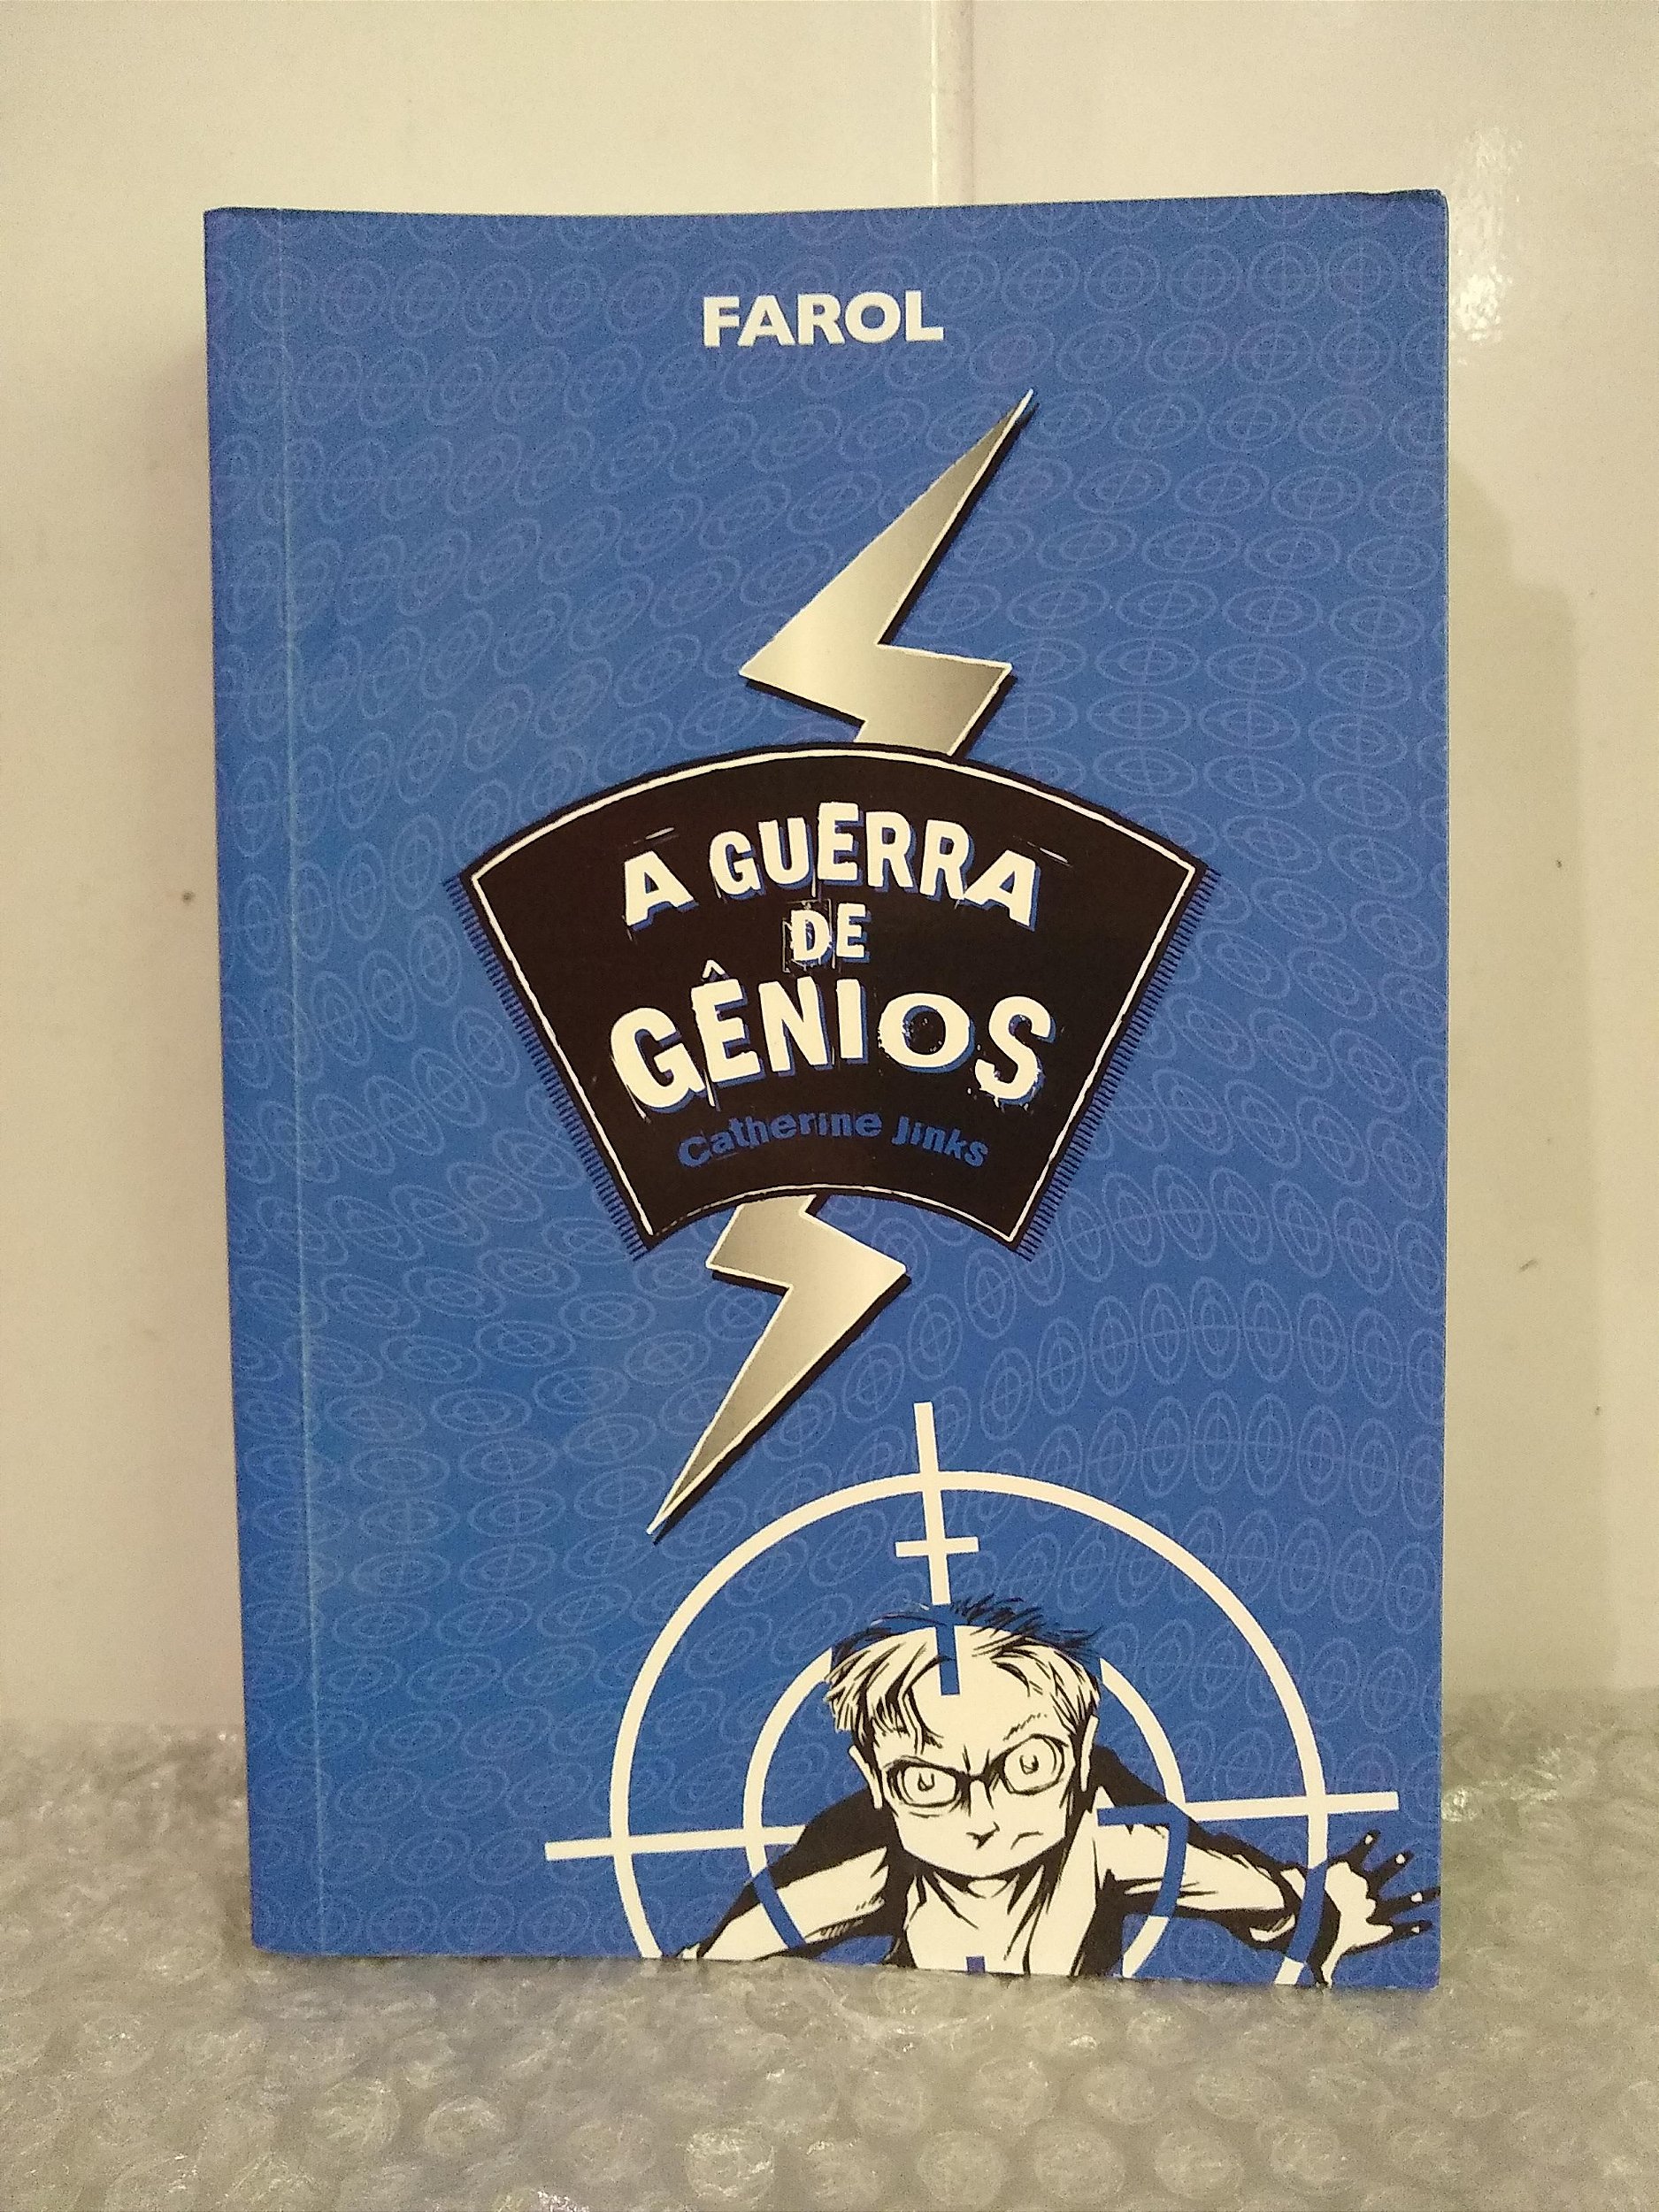 FAROL
A GUERRA
DE
GÊNIOS
Catherine Jinks